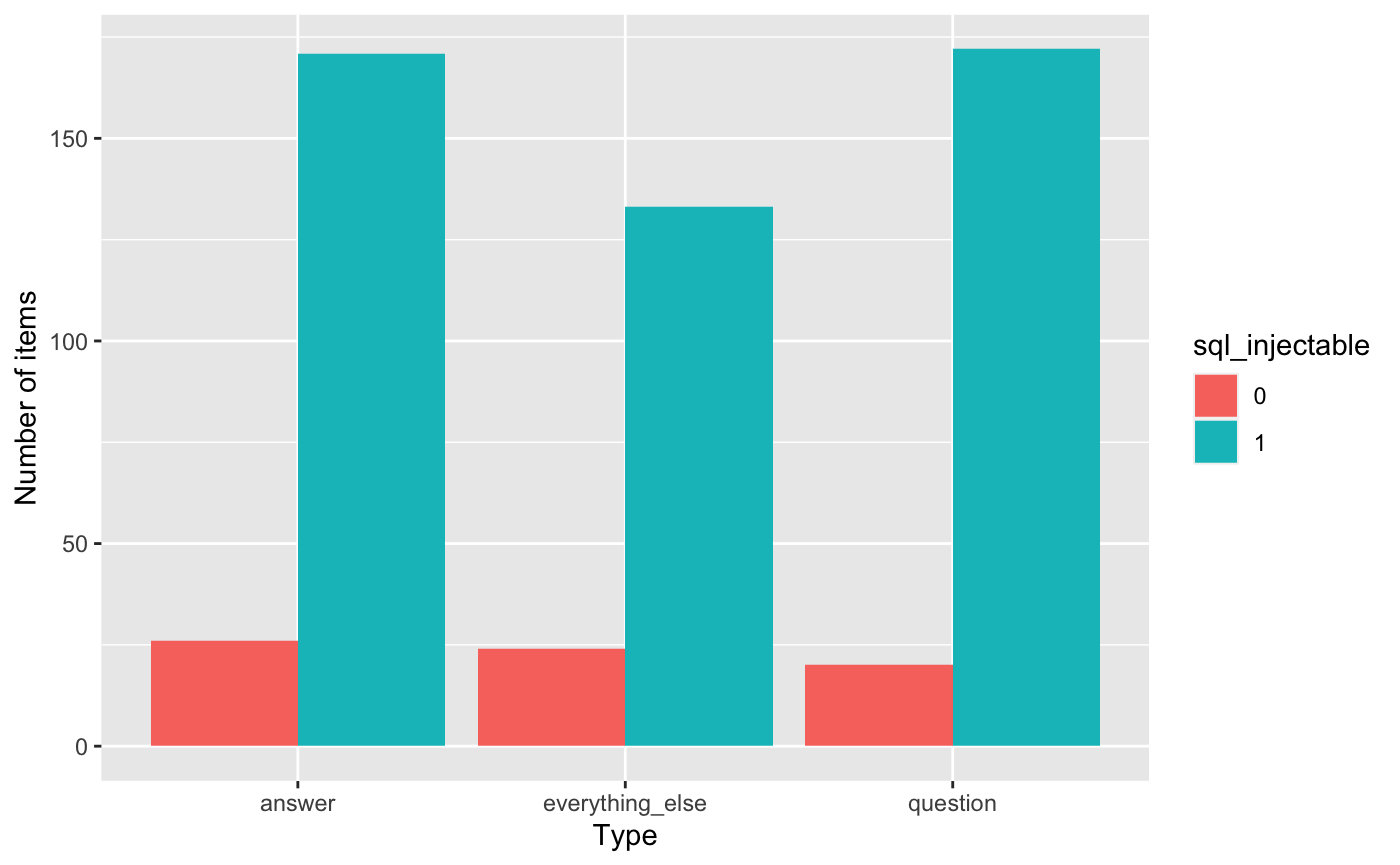 Number of items
150
100
50
0
answer
everything_else
question
Type
sql_injectable
0
1